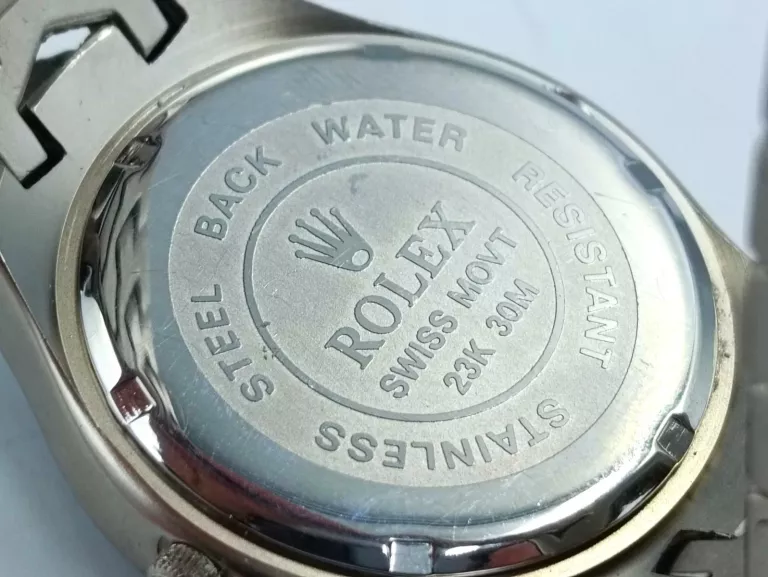 STAINLESS STEEL BACK WATER RESISTANT
ROLEX
SWISS MOVT
23K 30M